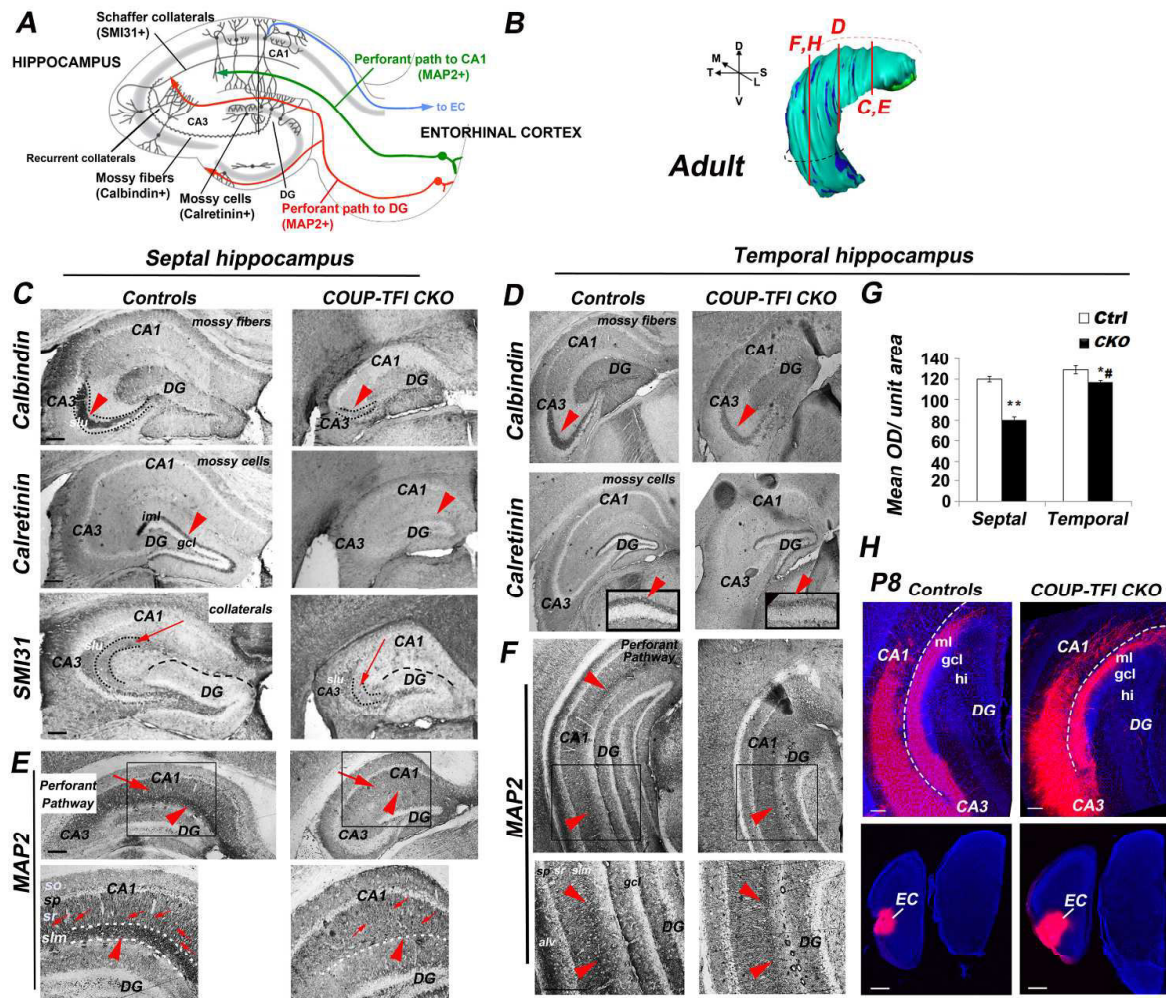 A
Schaffer collaterals
(SMI31+)
HIPPOCAMPUS
CA1
Perforant path to CA1
(MAP2+)
to EC
CA3
ENTORHINAL CORTEX
Recurrent collaterals
Mossy fibers
(Calbindin+)
Mossy cells
(Calretinin+)
DG
Perforant path to DG
(MAP2+)
B
D
M
T
S
L
V
F,H
D
C,E
Adult
Septal hippocampus
C
Controls
COUP-TFI CKO
Calbindin
mossy fibers
CA1
DG
CA3
slu
CA1
DG
CA3
Calretinin
mossy cells
CA1
iml
CA3
DG
gcl
CA1
DG
CA3
SMI31
collaterals
CA1
slu
CA3
DG
CA1
slu
CA3
DG
E
MAP2
Perforant
Pathway
CA1
DG
CA3
CA1
DG
CA3
so
CA1
sp
sr
slm
DG
CA1
DG
Temporal hippocampus
D
Controls
COUP-TFI CKO
Calbindin
mossy fibers
CA1
DG
CA3
CA1
DG
CA3
Calretinin
mossy cells
CA1
DG
CA3
CA1
DG
CA3
F
MAP2
Perforant
Pathway
CA1
DG
CA1
DG
sp
sr
slm
gcl
DG
alv
DG
G
Ctrl
CKO
Mean OD/ unit area
140
120
100
80
60
40
20
0
**
*#
Septal
Temporal
H
P8
Controls
COUP-TFI CKO
CA1
ml
gcl
hi
DG
CA3
CA1
ml
gcl
hi
DG
CA3
EC
EC